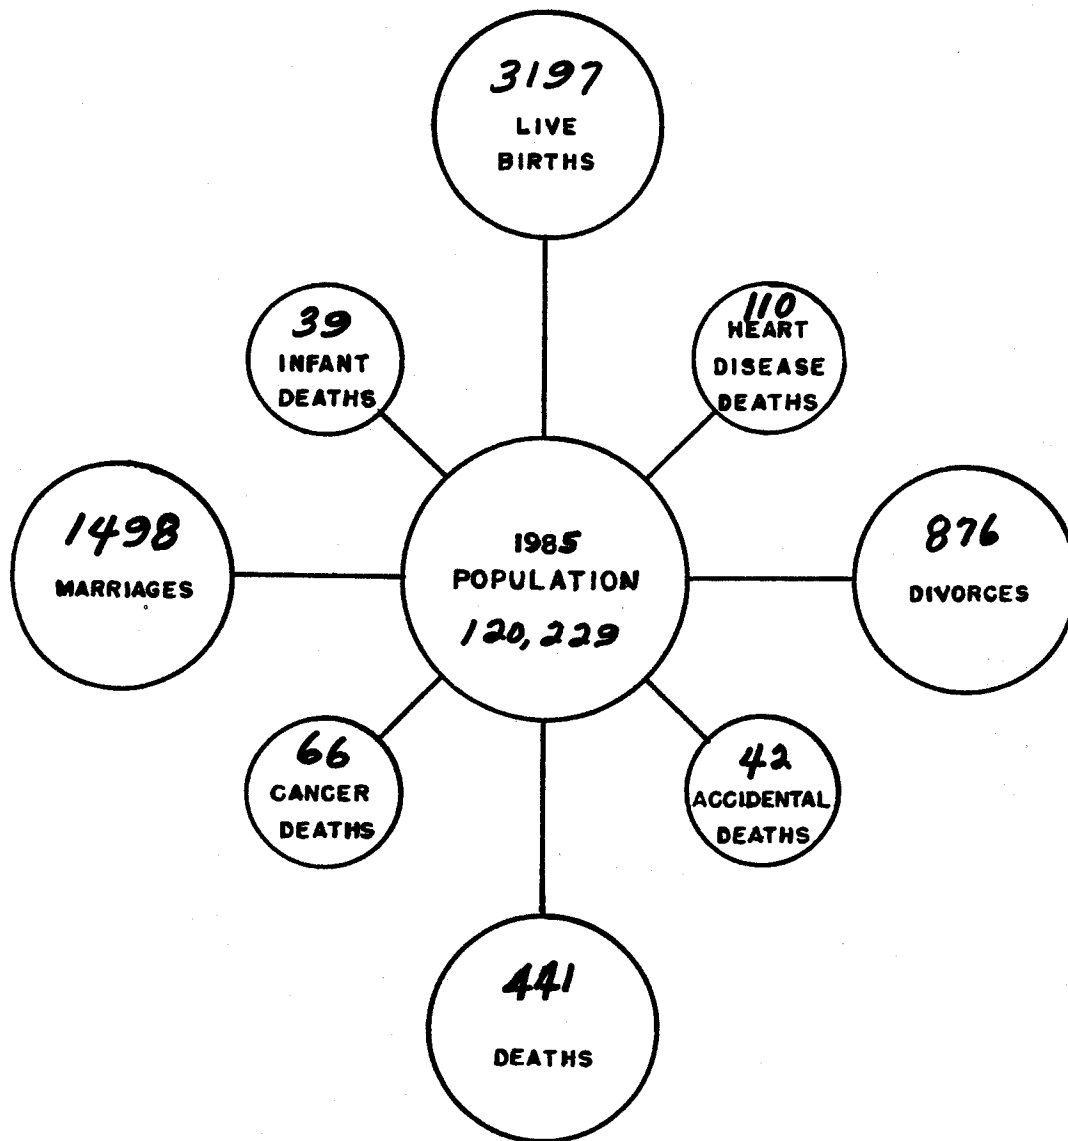 3197
LIVE
BIRTHS
39
INFANT
DEATHS
110
HEART
DISEASE
DEATHS
1498
MARRIAGES
1985
POPULATION
120,229
876
DIVORCES
66
CANCER
DEATHS
42
ACCIDENTAL
DEATHS
441
DEATHS